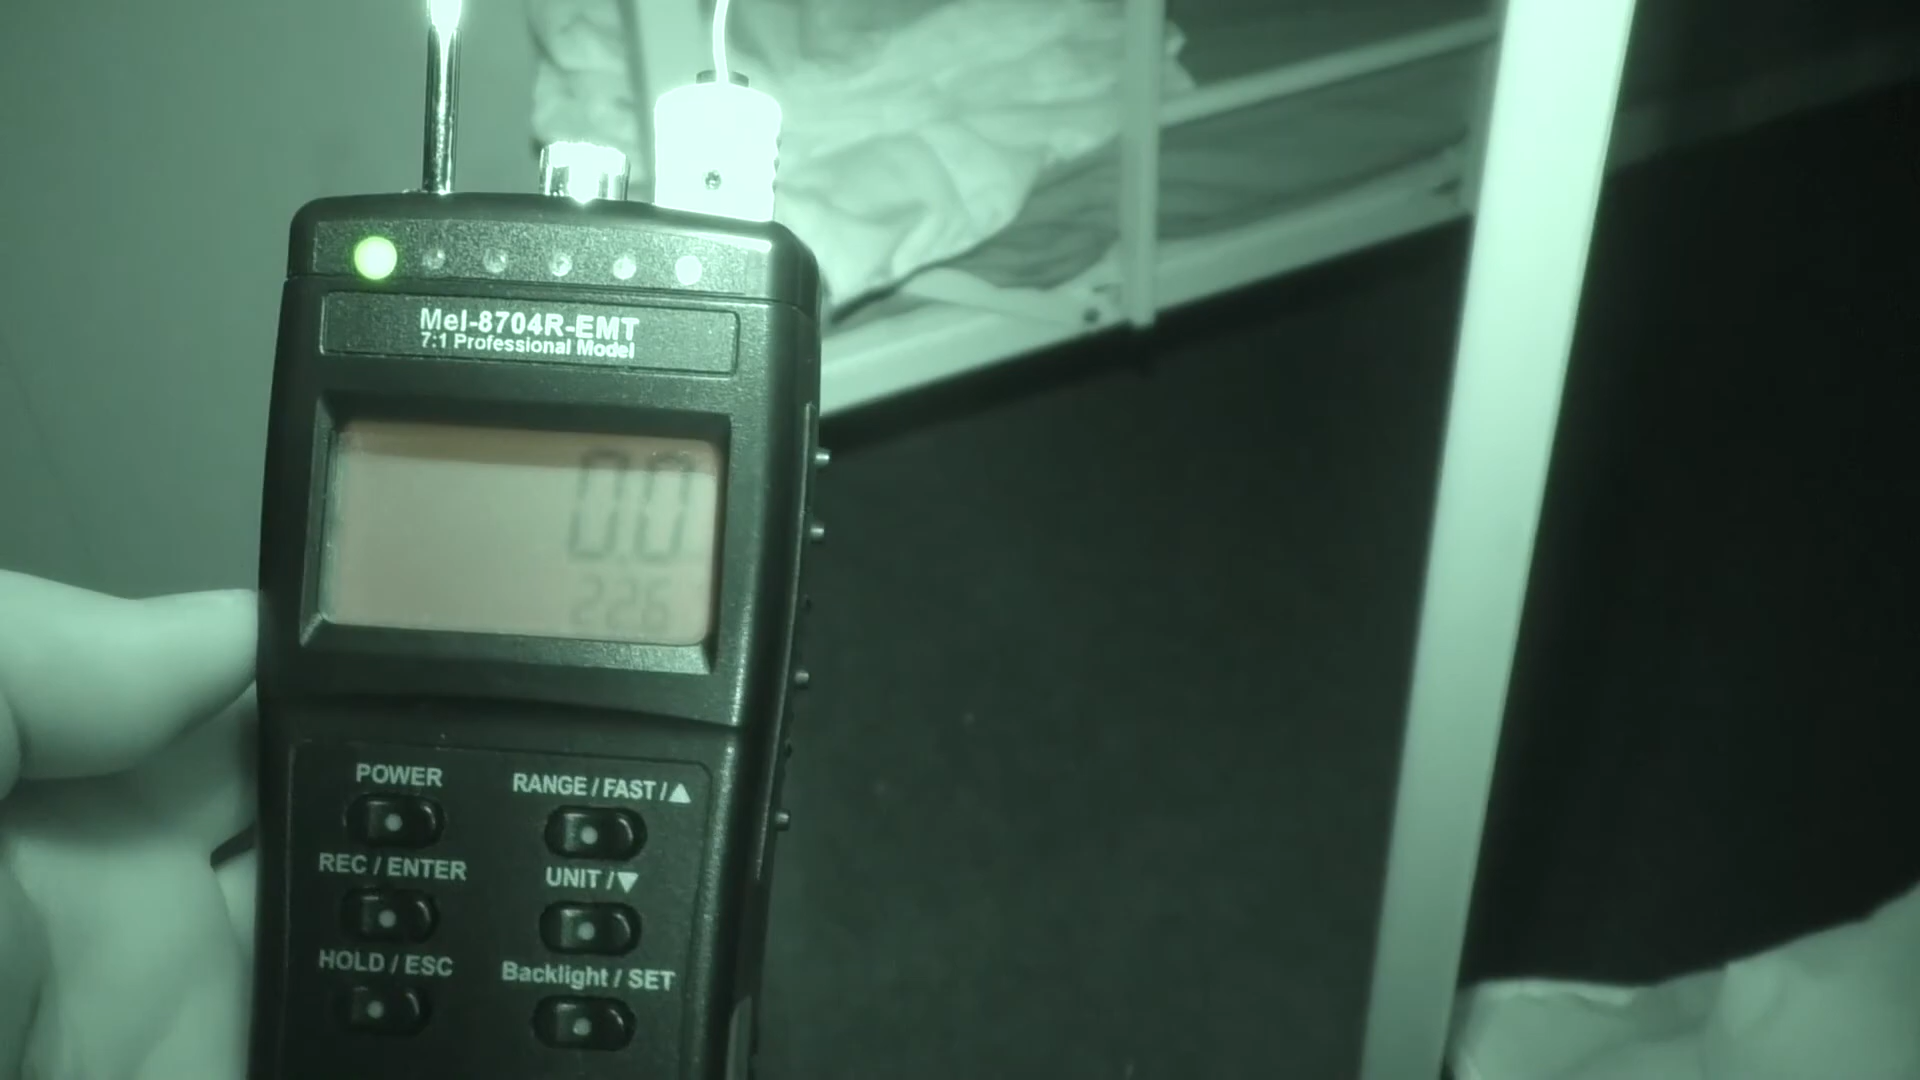 Mel-8704R-EMT
7:1 Professional Model
0.0
22.6
POWER
RANGE / FAST / ▲
REC / ENTER
UNIT / ▼
HOLD / ESC
Backlight / SET